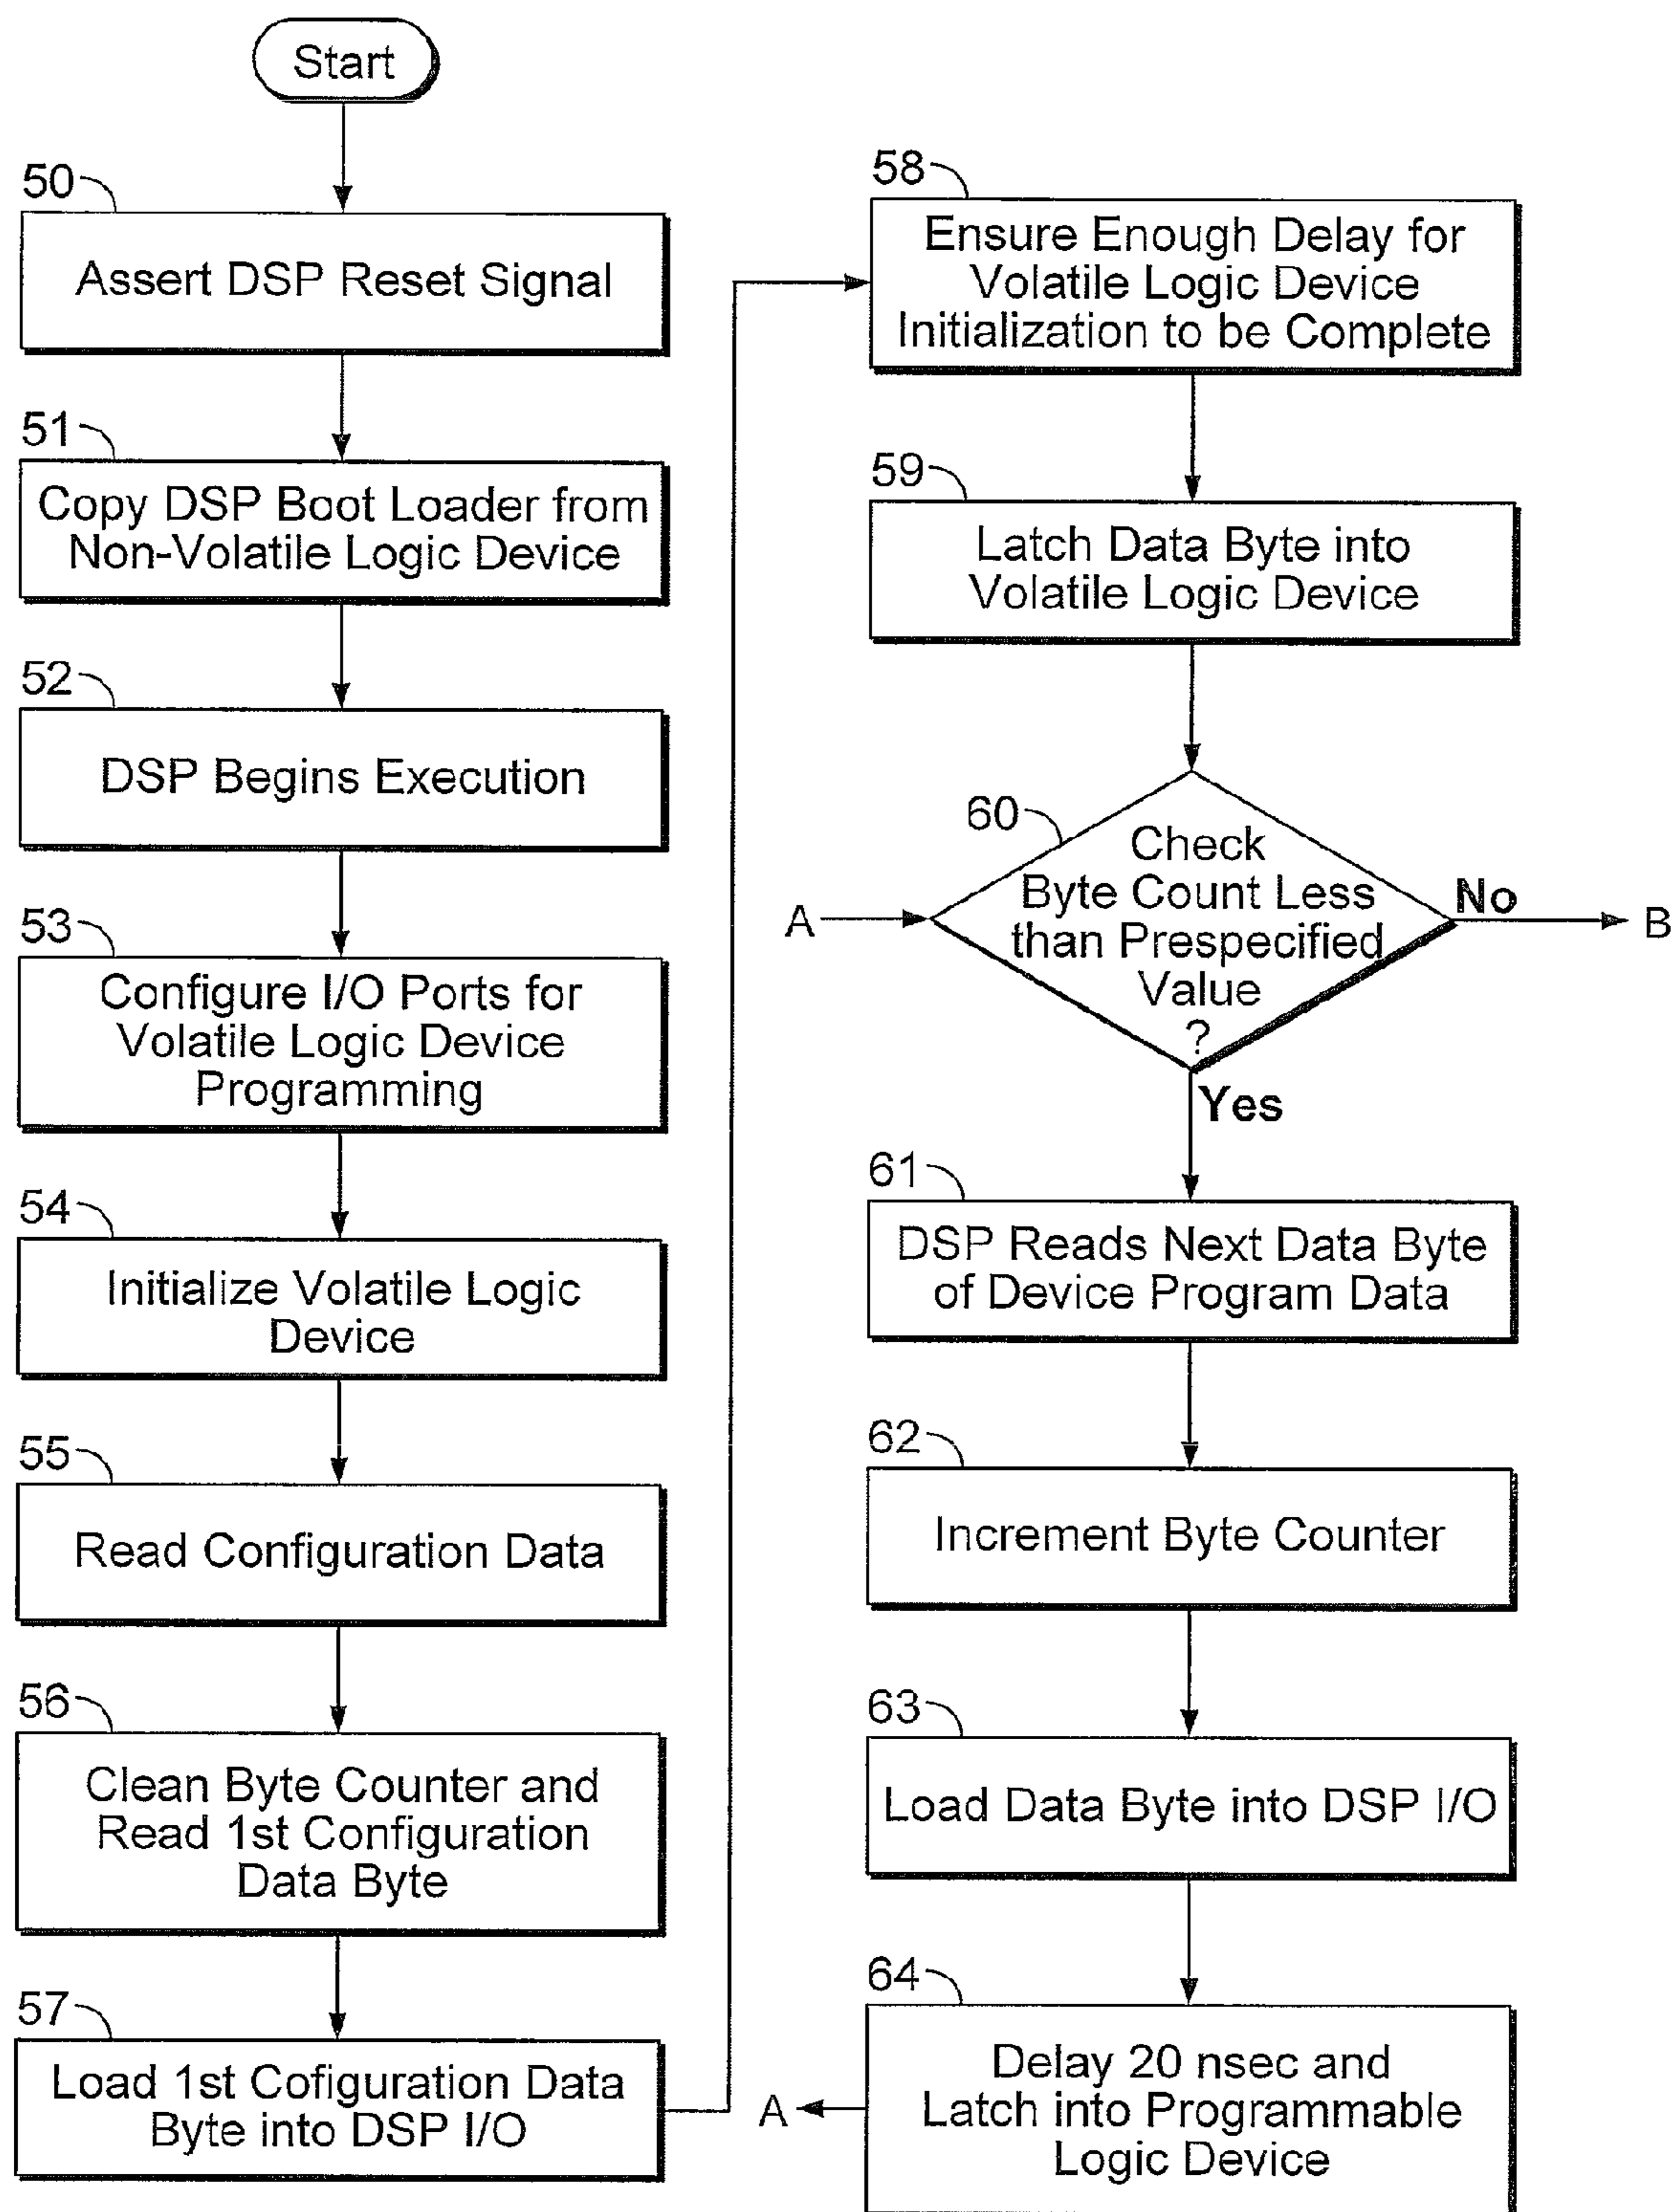 Start
50
Assert DSP Reset Signal
51
Copy DSP Boot Loader from
Non-Volatile Logic Device
52
DSP Begins Execution
53
Configure I/O Ports for
Volatile Logic Device
Programming
54
Initialize Volatile Logic
Device
55
Read Configuration Data
56
Clean Byte Counter and
Read 1st Configuration
Data Byte
57
Load 1st Cofiguration Data
Byte into DSP I/O
58
Ensure Enough Delay for
Volatile Logic Device
Initialization to be Complete
59
Latch Data Byte into
Volatile Logic Device
60
Check
Byte Count Less
than Prespecified
Value
?
A
No
B
Yes
61
DSP Reads Next Data Byte
of Device Program Data
62
Increment Byte Counter
63
Load Data Byte into DSP I/O
64
Delay 20 nsec and
Latch into Programmable
Logic Device
A